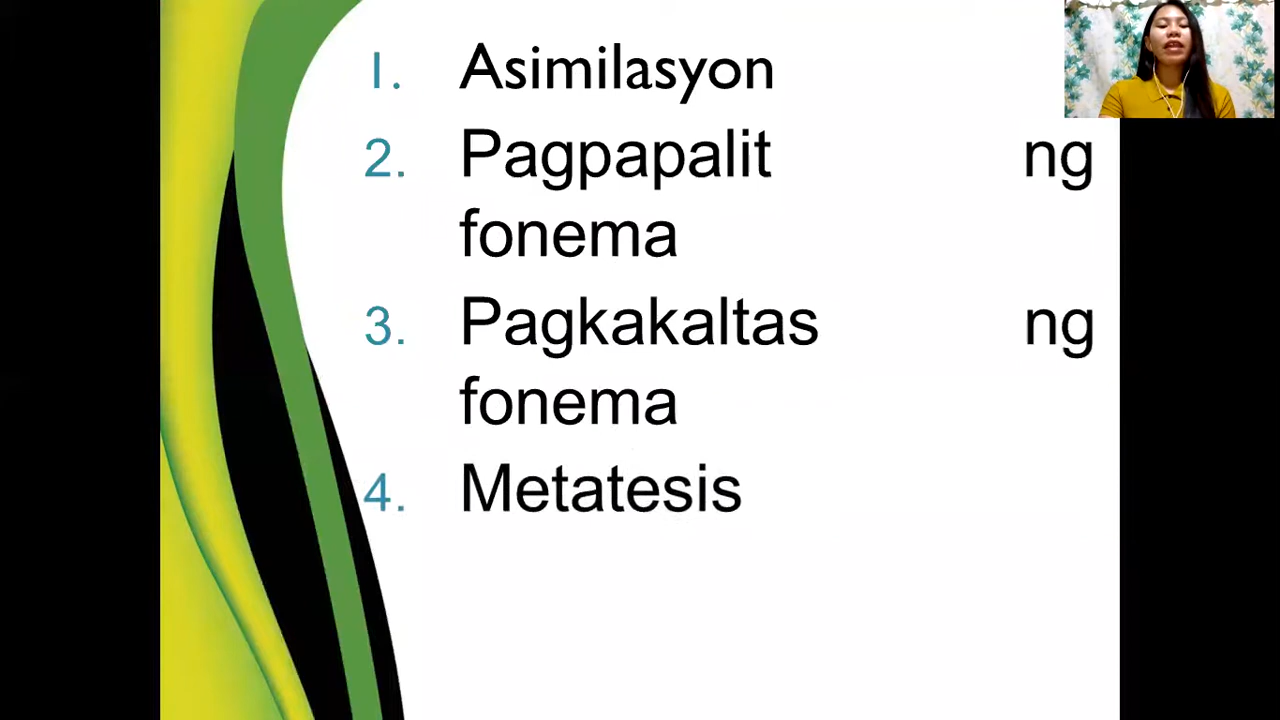 1. Asimilasyon
2. Pagpapalit ng
fonema
3. Pagkakaltas ng
fonema
4. Metatesis